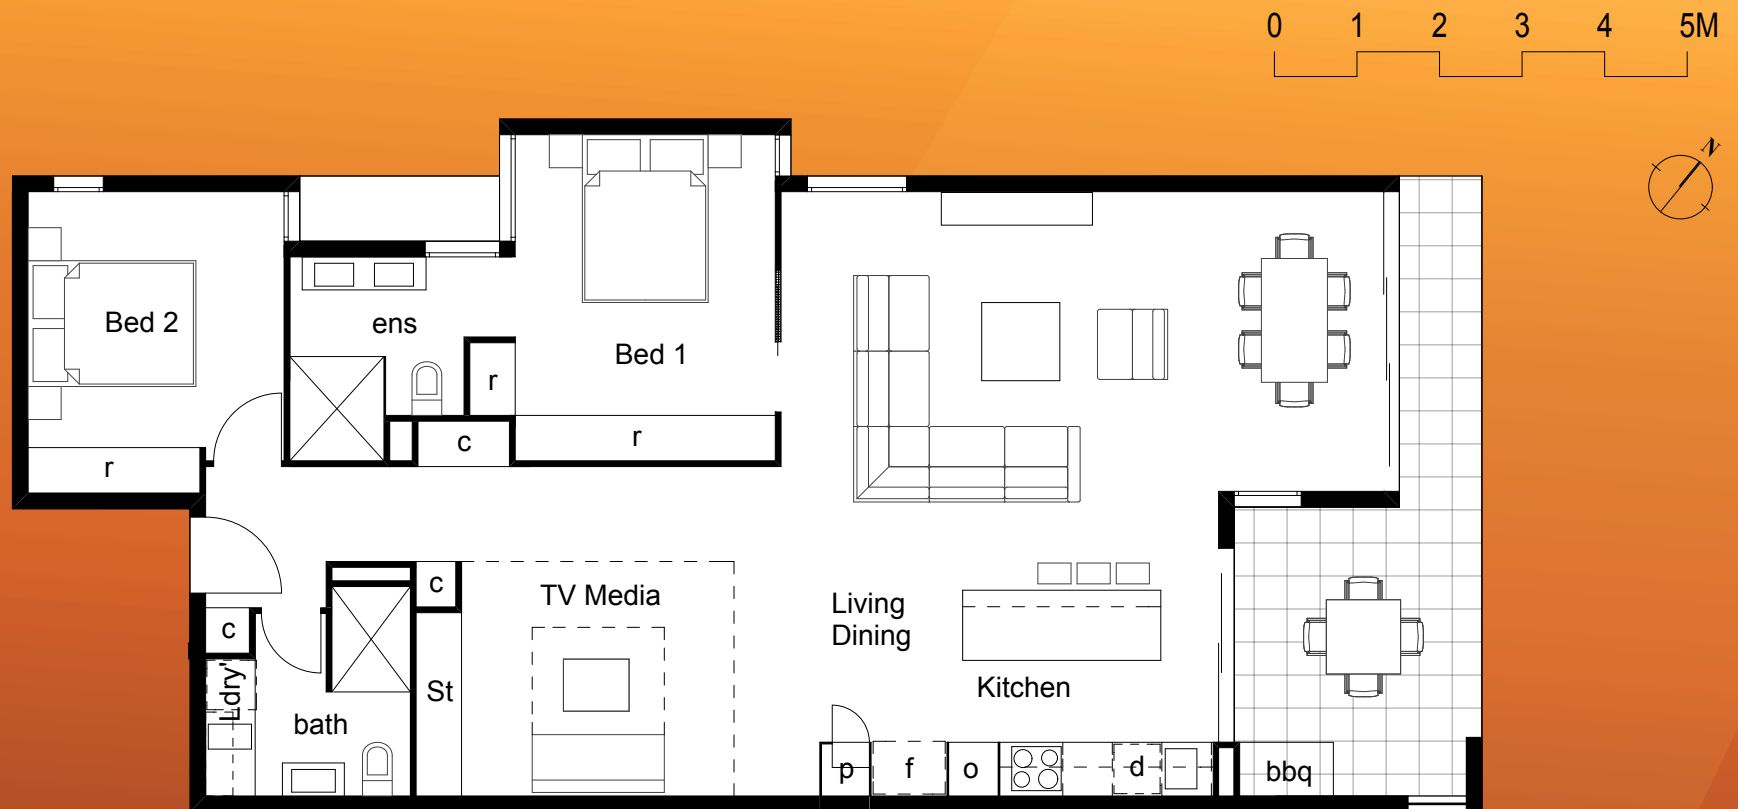 0 1 2 3 4 5M
N
Bed 2
ens
Bed 1
r
r
c
r
TV Media
c
Living
Dining
c
Ldry'
St
Kitchen
bath
p
f
o
d
bbq